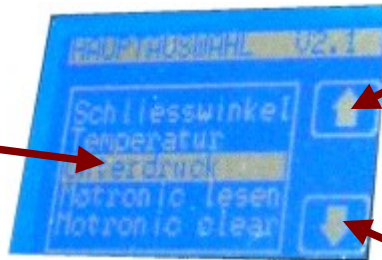 HAUPTAUSWAHL V2.1
Schliesswinkel
Temperatur
Unterdruck
Motronic lesen
Motronic clear